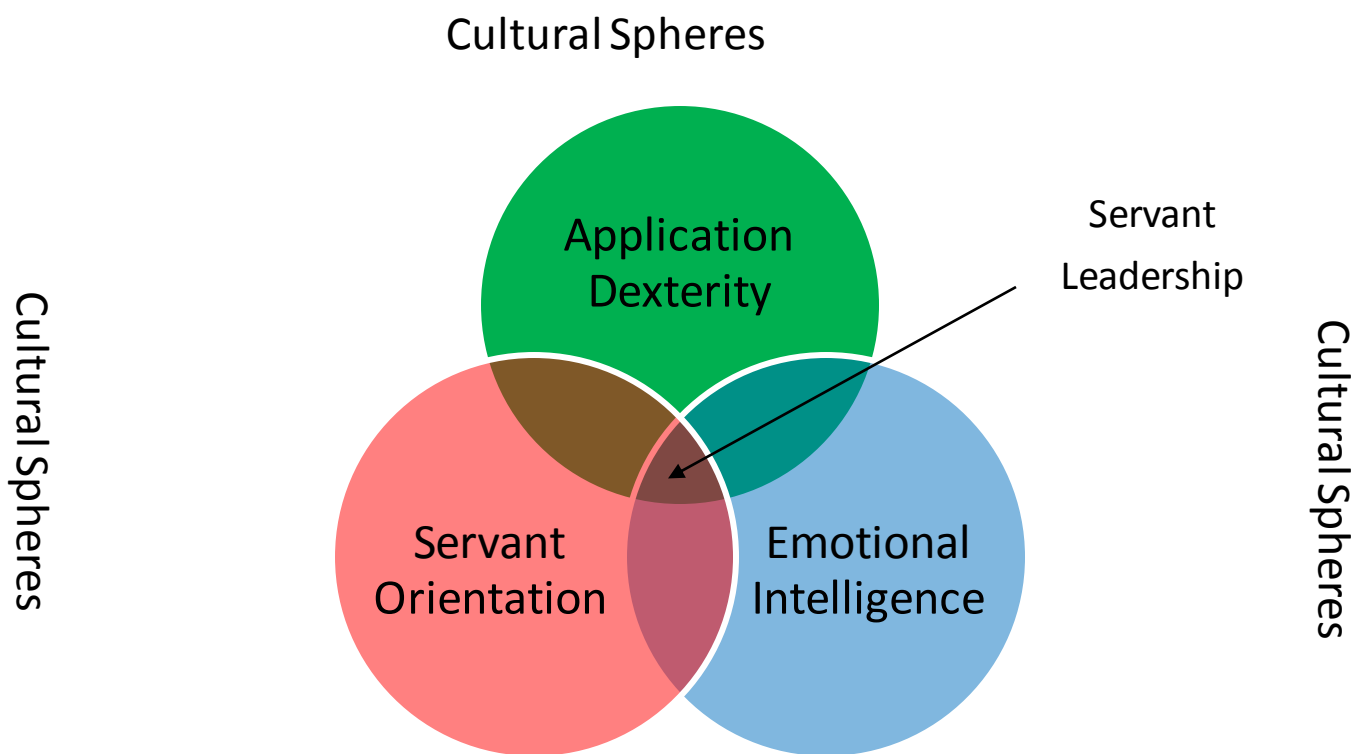 Cultural Spheres
Application
Dexterity
Servant
Leadership
Cultural Spheres
Cultural Spheres
Servant
Orientation
Emotional
Intelligence